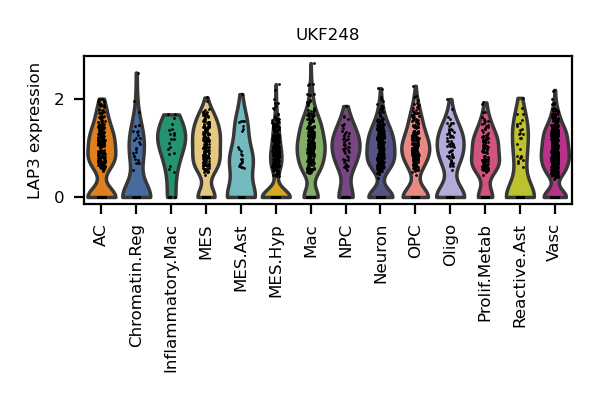 UKF248
LAP3 expression
2
0
AC
Chromatin.Reg
Inflammatory.Mac
MES
MES.Ast
MES.Hyp
Mac
NPC
Neuron
OPC
Oligo
Prolif.Metab
Reactive.Ast
Vasc